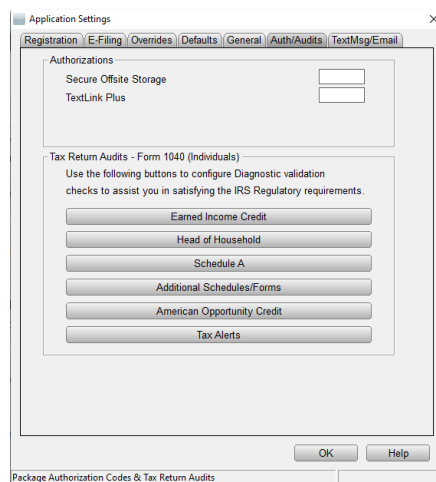 Application Settings
Registration E-Filing Overrides Defaults General Auth/Audits TextMsg/Email
Authorizations
Secure Offsite Storage
TextLink Plus
Tax Return Audits - Form 1040 (Individuals)
Use the following buttons to configure Diagnostic validation
checks to assist you in satisfying the IRS Regulatory requirements.
Earned Income Credit
Head of Household
Schedule A
Additional Schedules/Forms
American Opportunity Credit
Tax Alerts
OK Help
Package Authorization Codes & Tax Return Audits